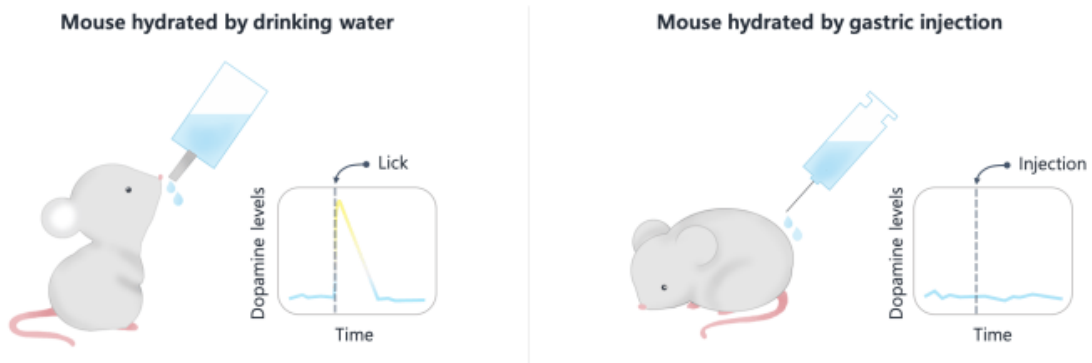 Mouse hydrated by drinking water
Lick
Dopamine levels
Time
Mouse hydrated by gastric injection
Injection
Dopamine levels
Time